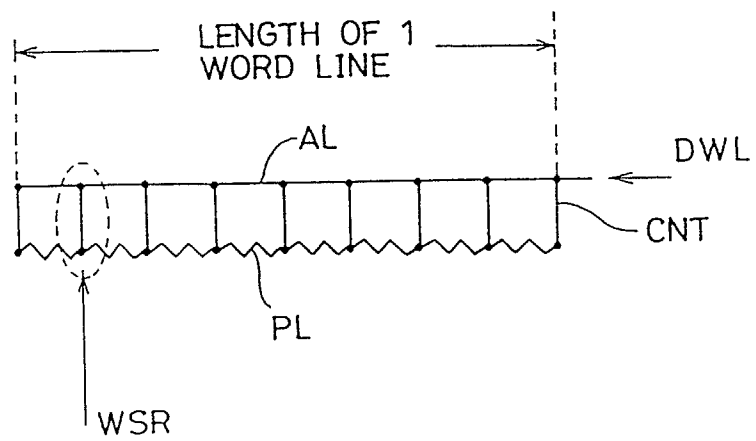 LENGTH OF 1
WORD LINE
AL
DWL
CNT
PL
WSR